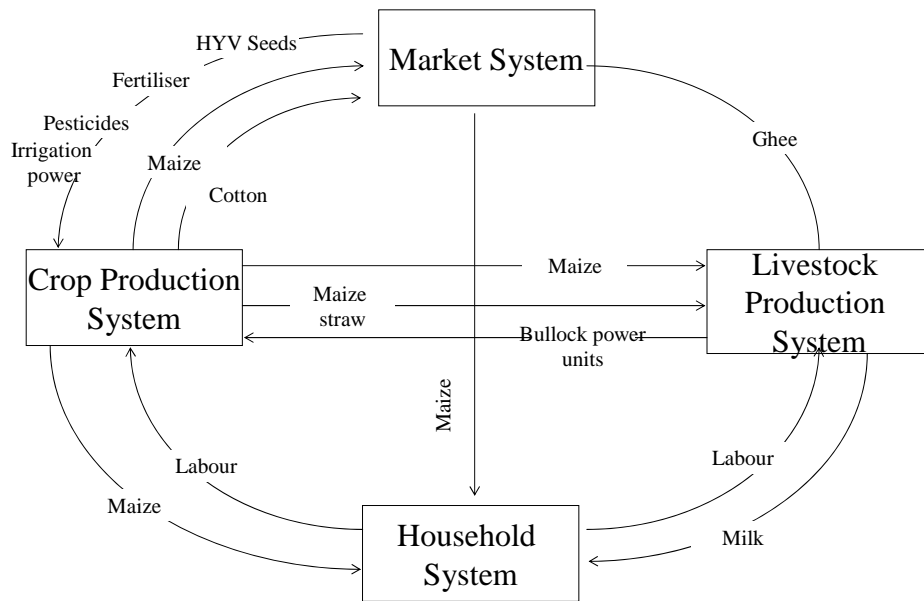 HYV Seeds
Market System
Fertiliser
Pesticides
Irrigation
power
Maize
Cotton
Ghee
Crop Production
System
Maize
Maize
straw
Bullock power
units
Livestock
Production
System
Maize
Labour
Maize
Labour
Milk
Household
System